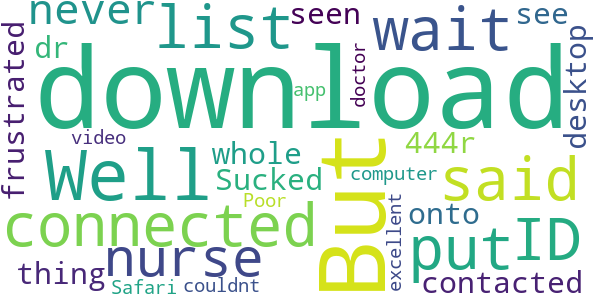 never
list
seen
wait
see
dr
download
app
doctor
desktop
frustrated
video
Well
whole
Sucked
But
444r
computer
said
connected
Poor
excellent
onto
put
ID
nurse
thing
Safari
couldnt
contacted